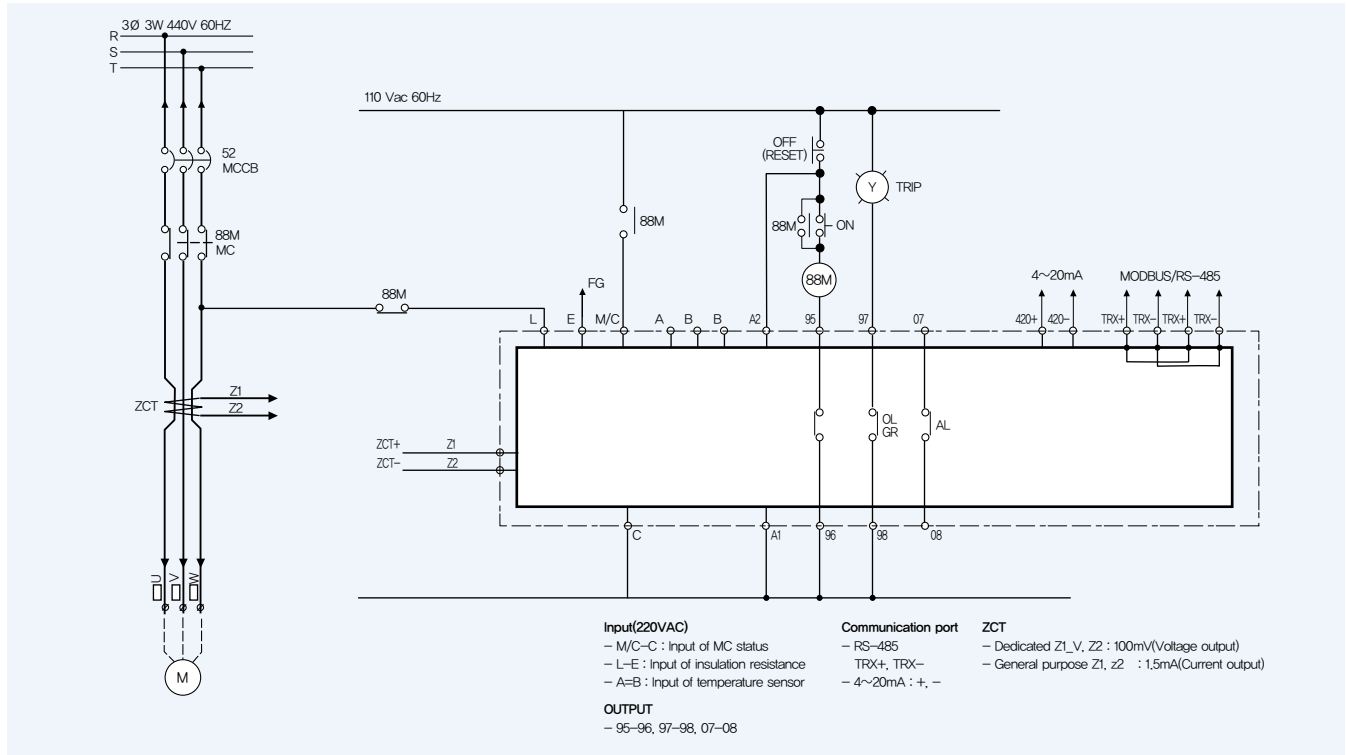 3Ø 3W 440V 60HZ
R
S
T
110 Vac 60Hz
OFF
(RESET)
52
MCCB
Y
TRIP
88M
88M
ON
88M
MC
88M
4~20mA
MODBUS/RS-485
FG
88M
L
E
M/C
A
B
B
A2
95
97
07
420+
420-
TRX+
TRX-
TRX+
TRX-
ZCT
Z1
Z2
OL
GR
AL
ZCT+
Z1
ZCT-
Z2
C
A1
96
98
08
U
V
W
M
Input(220VAC)
- M/C-C : Input of MC status
- L-E : Input of insulation resistance
- A=B : Input of temperature sensor
OUTPUT
- 95-96, 97-98, 07-08
Communication port
- RS-485
TRX+, TRX-
- 4~20mA : +, -
ZCT
- Dedicated Z1_V, Z2 : 100mV(Voltage output)
- General purpose Z1, z2 : 1,5mA(Current output)